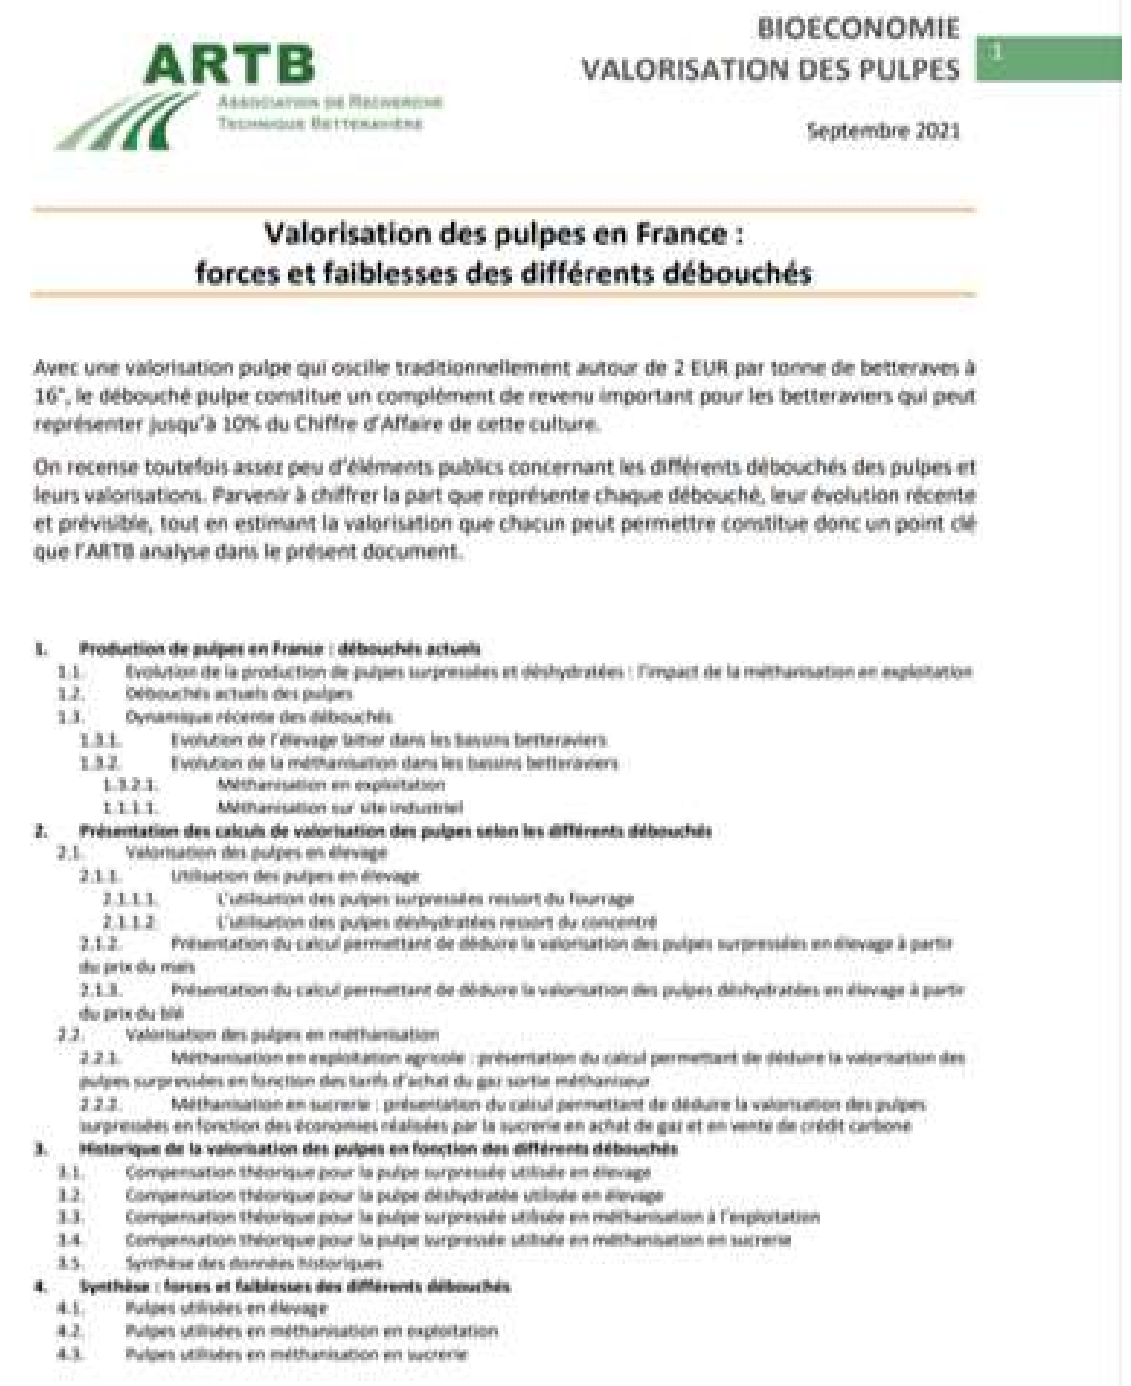 ARTB
ASSOCIATION DE RECHERCHE
TECHNIQUE BETTERAVIÈRE
BIOECONOMIE
VALORISATION DES PULPES
1
Septembre 2021
Valorisation des pulpes en France :
forces et faiblesses des différents débouchés
Avec une valorisation pulpe qui oscille traditionnellement autour de 2 EUR par tonne de betteraves à
16°, le débouché pulpe constitue un complément de revenu important pour les betteraviers qui peut
représenter jusqu'à 10% du Chiffre d'Affaire de cette culture.
On recense toutefois assez peu d'éléments publics concernant les différents débouchés des pulpes et
leurs valorisations. Parvenir à chiffrer la part que représente chaque débouché, leur évolution récente
et prévisible, tout en estimant la valorisation que chacun peut permettre constitue donc un point clé
que l'ARTB analyse dans le présent document.
1. Production de pulpes en France : débouchés actuels
1.1. Evolution de la production de pulpes surpressées et déshydratées : l'impact de la méthanisation en exploitation
1.2. Débouchés actuels des pulpes
1.3. Dynamique récente des débouchés
1.3.1. Evolution de l'élevage laitier dans les bassins betteraviers
1.3.2. Evolution de la méthanisation dans les bassins betteraviers
1.3.2.1. Méthanisation en exploitation
1.1.1.1. Méthanisation sur site industriel
2. Présentation des calculs de valorisation des pulpes selon les différents débouchés
2.1. Valorisation des pulpes en élevage
2.1.1. Utilisation des pulpes en élevage
2.1.1.1. L'utilisation des pulpes surpressées ressort du fourrage
2.1.1.2. L'utilisation des pulpes déshydratées ressort du concentré
2.1.2. Présentation du calcul permettant de déduire la valorisation des pulpes surpressées en élevage à partir
du prix du maïs
2.1.3. Présentation du calcul permettant de déduire la valorisation des pulpes déshydratées en élevage à partir
du prix du blé
2.2. Valorisation des pulpes en méthanisation
2.2.1. Méthanisation en exploitation agricole : présentation du calcul permettant de déduire la valorisation des
pulpes surpressées en fonction des tarifs d'achat du gaz sortie méthaniseur
2.2.2. Méthanisation en sucrerie : présentation du calcul permettant de déduire la valorisation des pulpes
surpressées en fonction des économies réalisées par la sucrerie en achat de gaz et en vente de crédit carbone
3. Historique de la valorisation des pulpes en fonction des différents débouchés
3.1. Compensation théorique pour la pulpe surpressée utilisée en élevage
3.2. Compensation théorique pour la pulpe déshydratée utilisée en élevage
3.3. Compensation théorique pour la pulpe surpressée utilisée en méthanisation à l'exploitation
3.4. Compensation théorique pour la pulpe surpressée utilisée en méthanisation en sucrerie
3.5. Synthèse des données historiques
4. Synthèse : forces et faiblesses des différents débouchés
4.1. Pulpes utilisées en élevage
4.2. Pulpes utilisées en méthanisation en exploitation
4.3. Pulpes utilisées en méthanisation en sucrerie